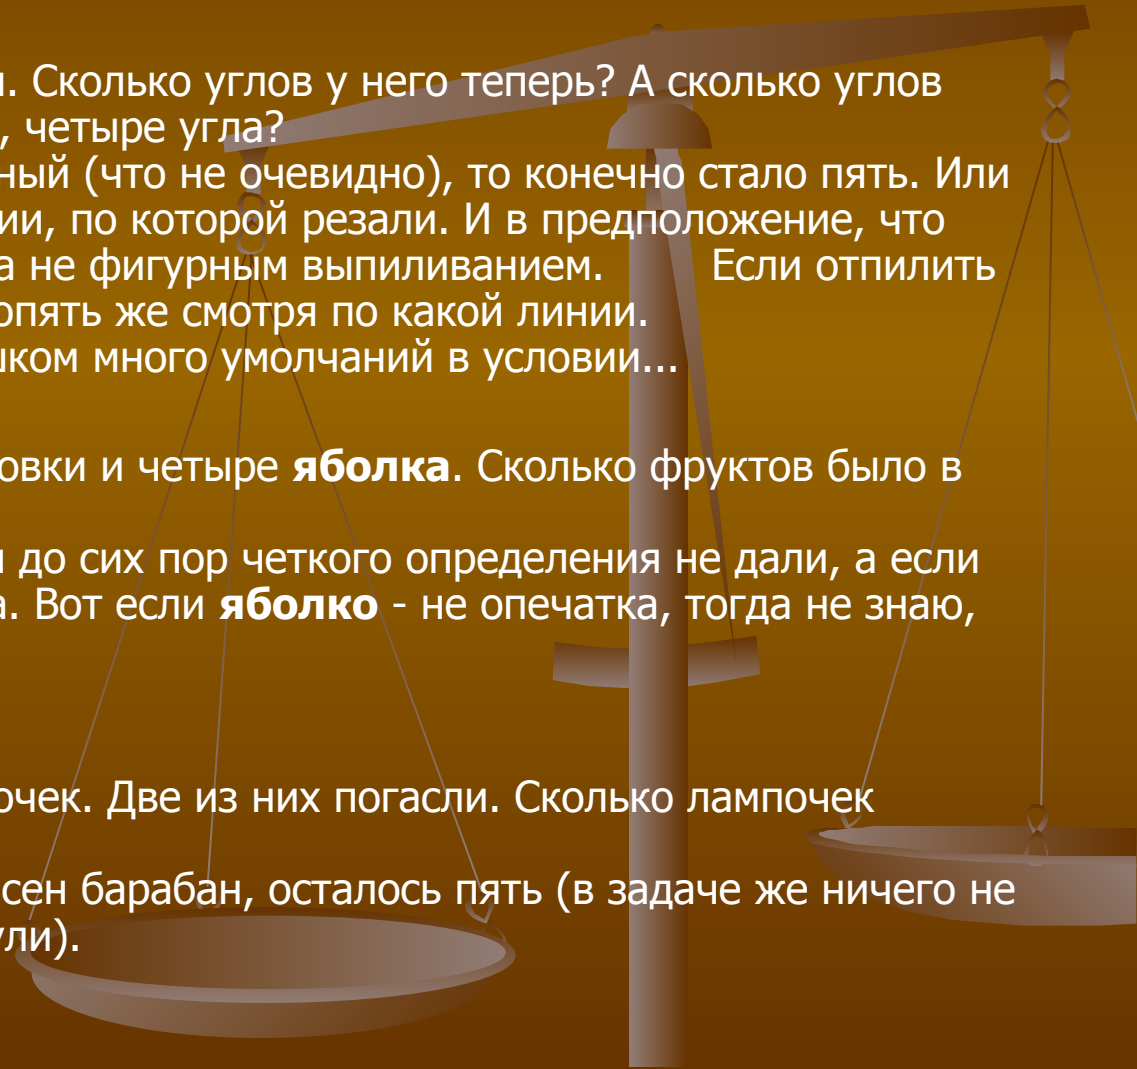 л. Сколько углов у него теперь? А сколько углов
, четыре угла?
ный (что не очевидно), то конечно стало пять. Или
ии, по которой резали. И в предположение, что
а не фигурным выпиливанием. Если отпилить
опять же смотря по какой линии.
шком много умолчаний в условии...
овки и четыре яболка. Сколько фруктов было в
и до сих пор четкого определения не дали, а если
а. Вот если яболко - не опечатка, тогда не знаю,
очек. Две из них погасли. Сколько лампочек
сен барабан, осталось пять (в задаче же ничего не
ули).